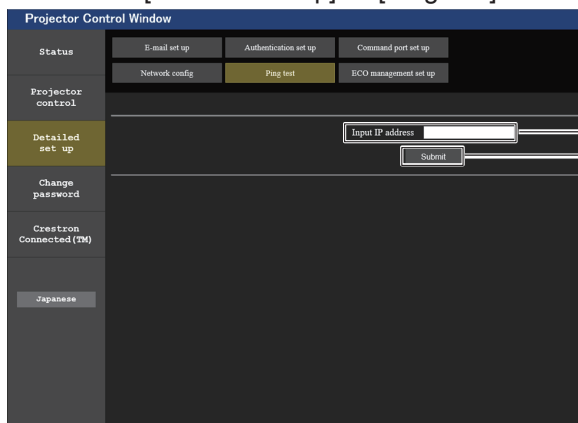 Projector Control Window
Status
E-mail set up
Authentication set up
Command port set up
Network config
Ping test
ECO management set up
Projector
control
Input IP address
Submit
Detailed
set up
Change
password
Crestron
Connected(TM)
Japanese